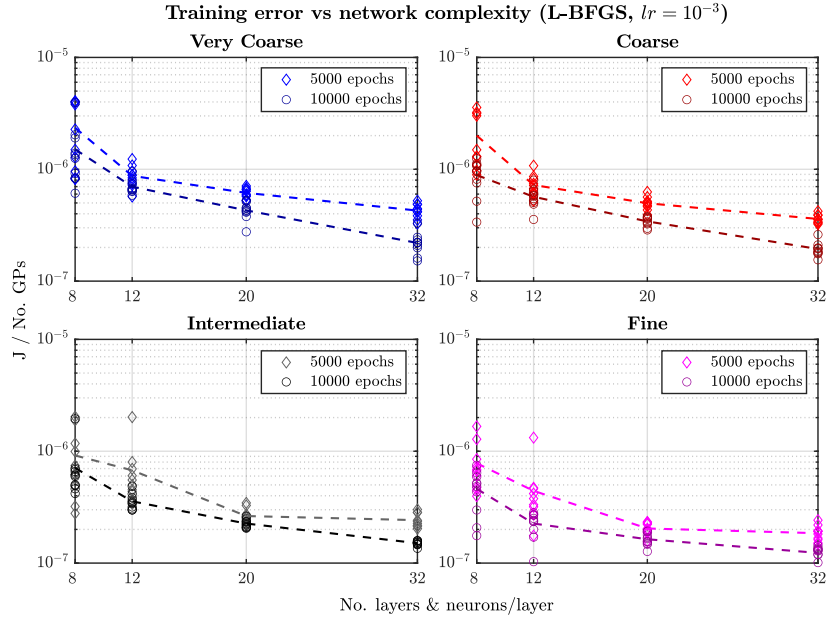 Training error vs network complexity (L-BFGS, lr = 10⁻³)
Very Coarse
10⁻⁵
5000 epochs
10000 epochs
10⁻⁶
10⁻⁷
8
12
20
32
Coarse
10⁻⁵
5000 epochs
10000 epochs
10⁻⁶
10⁻⁷
8
12
20
32
J / No. GPs
Intermediate
10⁻⁵
5000 epochs
10000 epochs
10⁻⁶
10⁻⁷
8
12
20
32
Fine
10⁻⁵
5000 epochs
10000 epochs
10⁻⁶
10⁻⁷
8
12
20
32
No. layers & neurons/layer